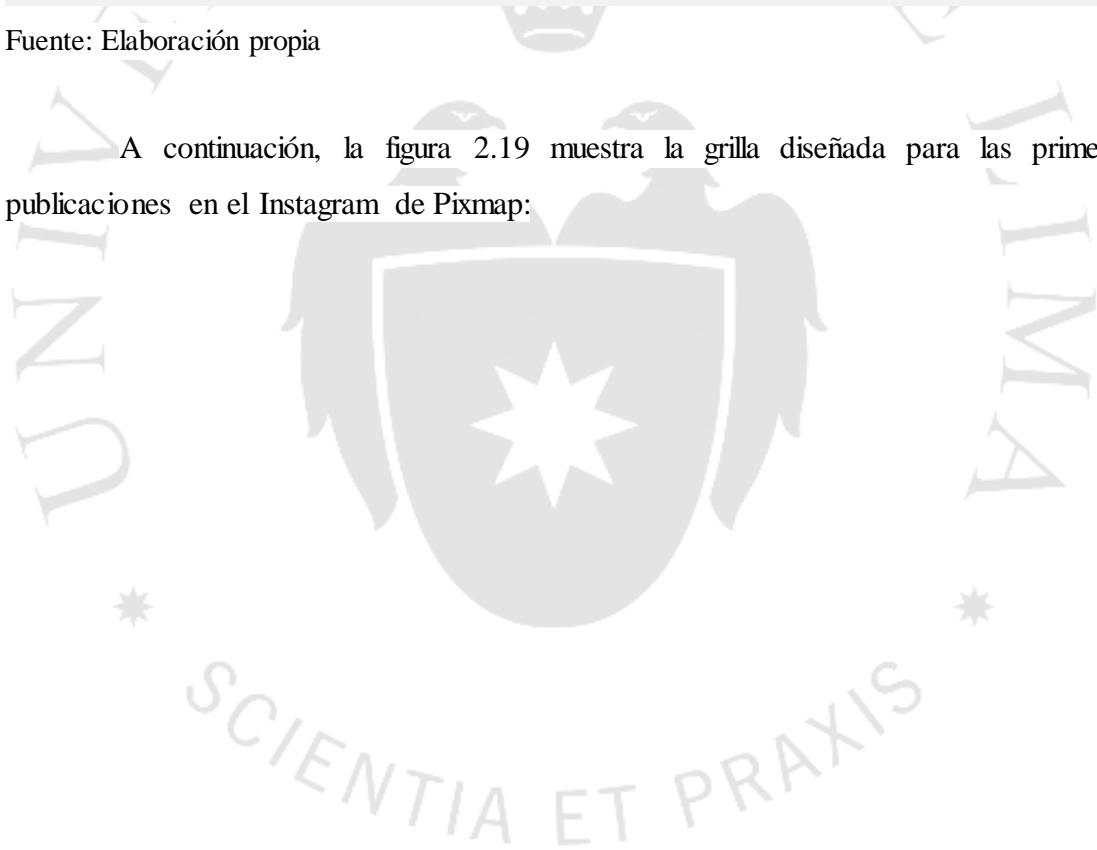 Fuente: Elaboración propia
A continuación, la figura 2.19 muestra la grilla diseñada para las prime
publicaciones en el Instagram de Pixmap:
SCIENTIA ET PRAXIS